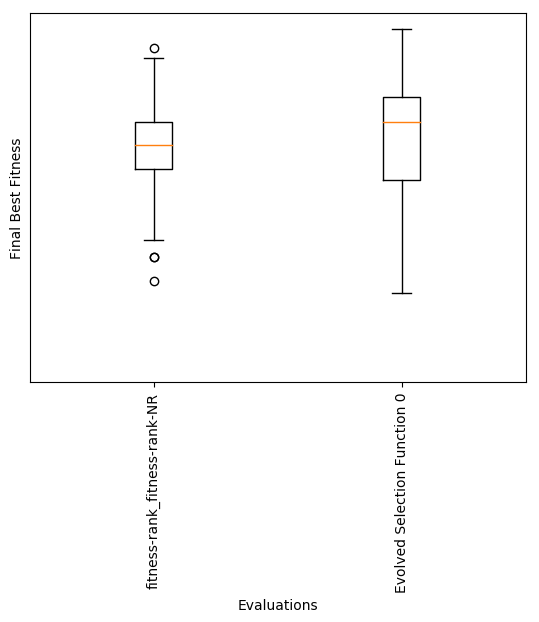 Final Best Fitness
fitness-rank_fitness-rank-NR
Evolved Selection Function 0
Evaluations